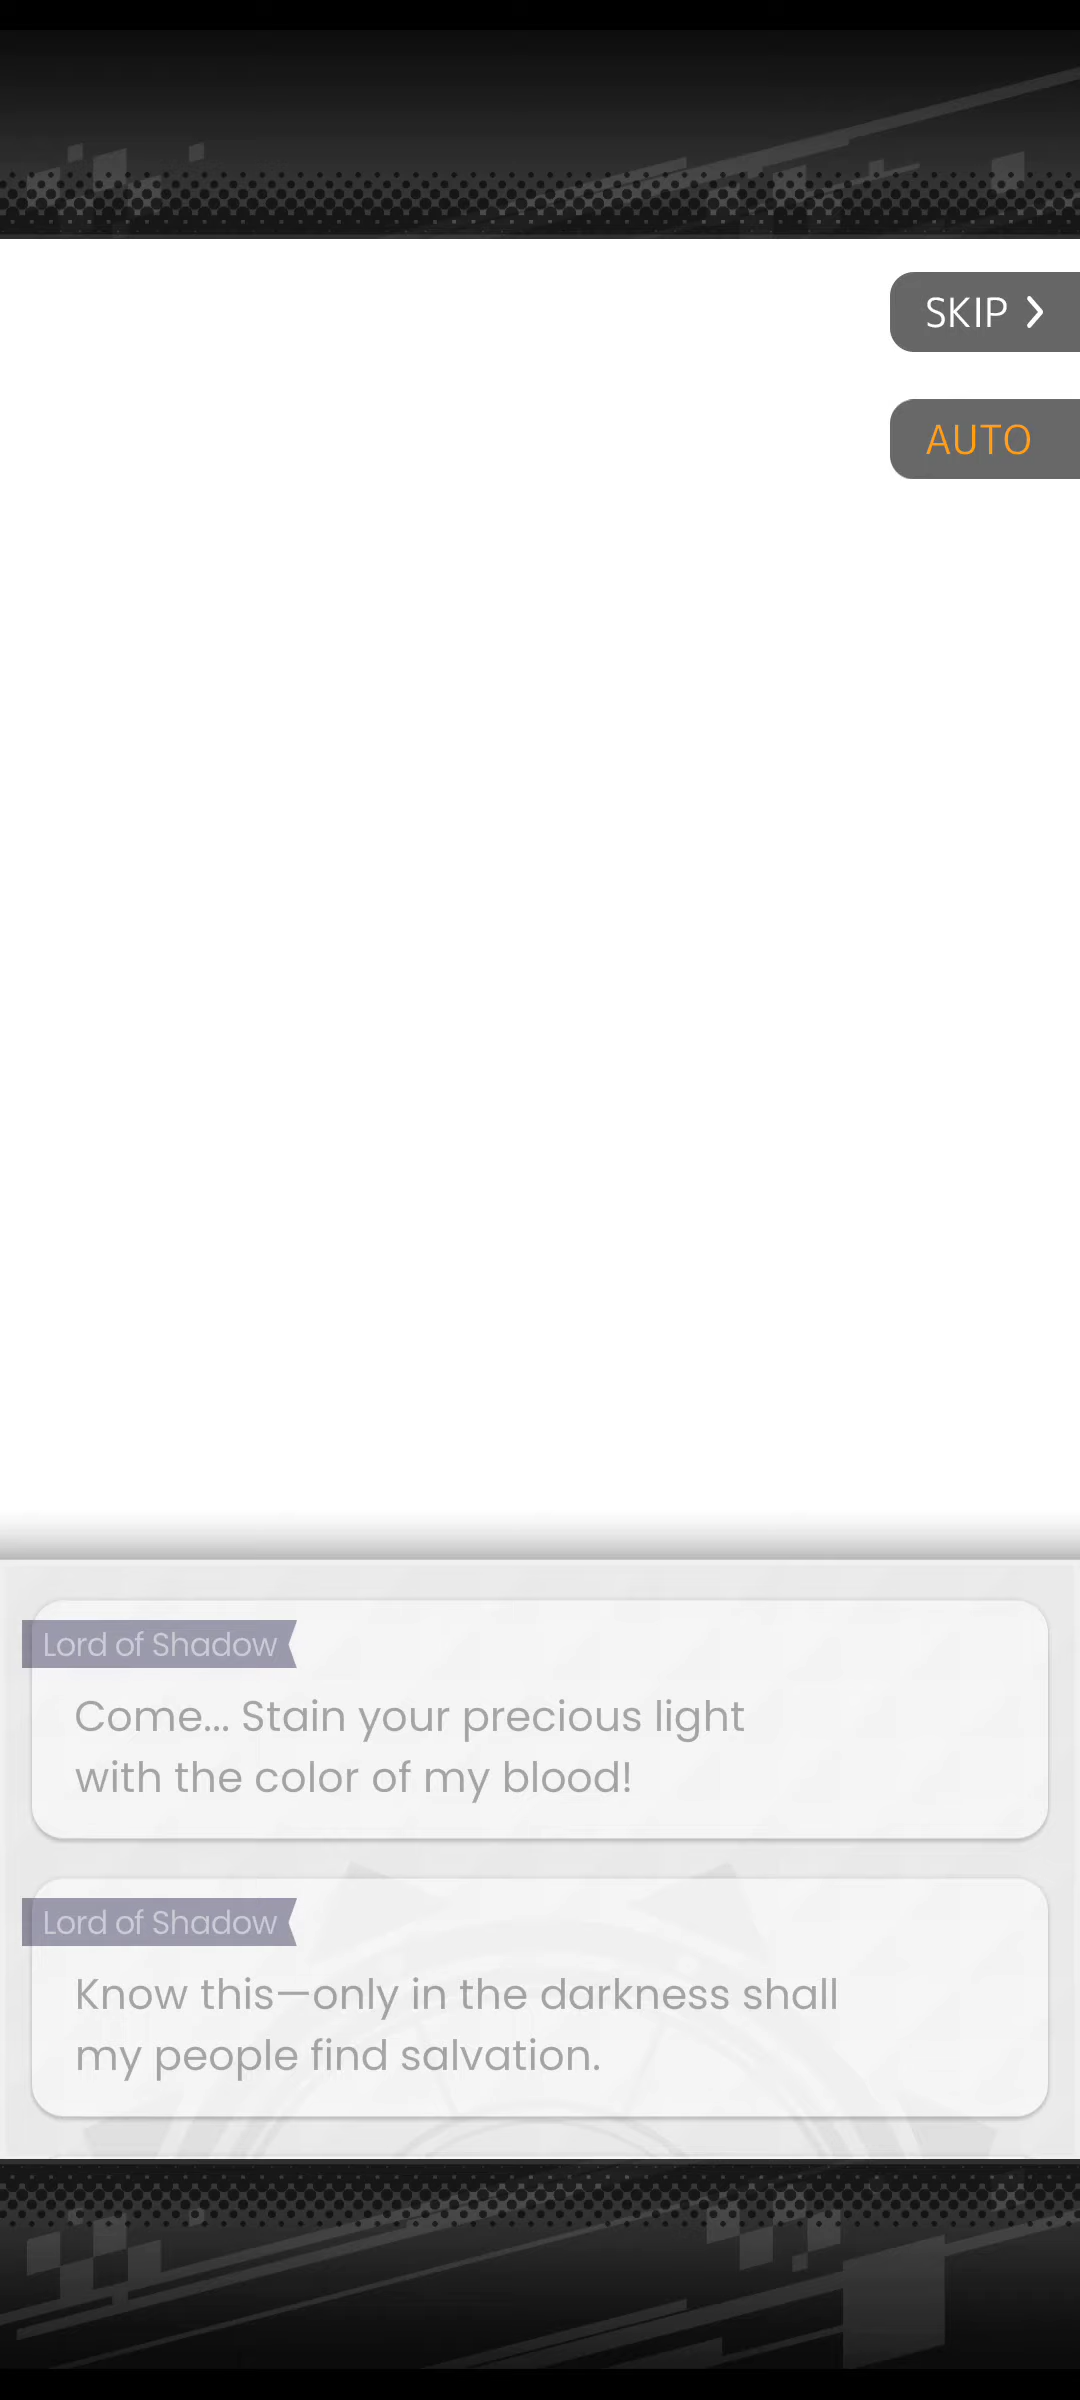 SKIP
AUTO
Lord of Shadow
Come... Stain your precious light
with the color of my blood!
Lord of Shadow
Know this—only in the darkness shall
my people find salvation.